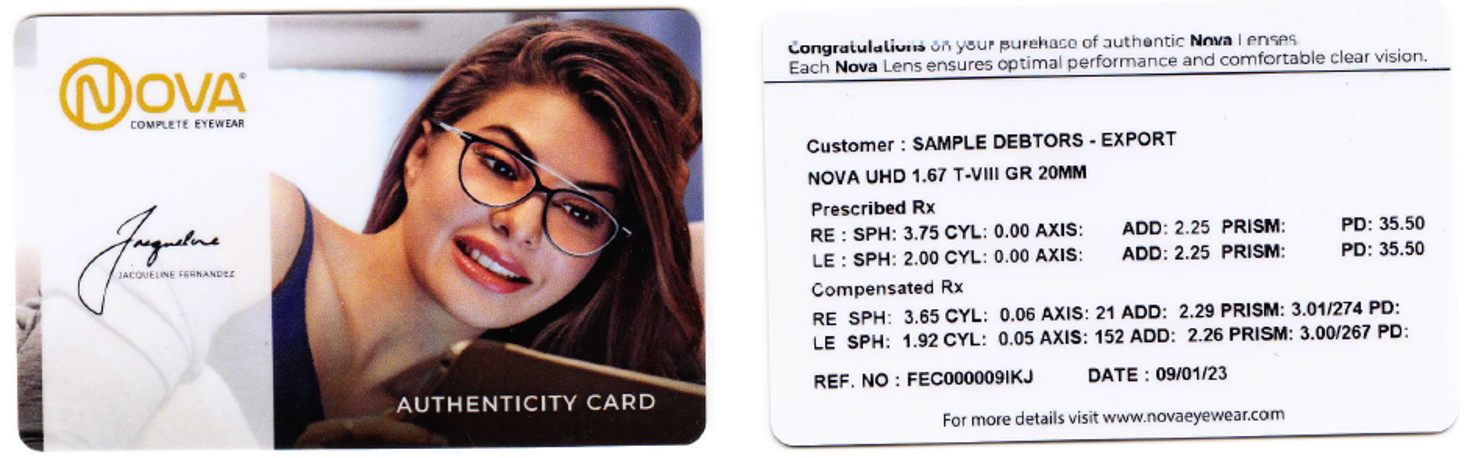 NOVA®
COMPLETE EYEWEAR
Jacqueline
JACQUELINE FERNANDEZ
AUTHENTICITY CARD
Congratulations on your purchase of authentic Nova Lenses
Each Nova Lens ensures optimal performance and comfortable clear vision.
Customer : SAMPLE DEBTORS - EXPORT
NOVA UHD 1.67 T-VIII GR 20MM
Prescribed Rx
RE : SPH: 3.75 CYL: 0.00 AXIS: ADD: 2.25 PRISM: PD: 35.50
LE : SPH: 2.00 CYL: 0.00 AXIS: ADD: 2.25 PRISM: PD: 35.50
Compensated Rx
RE SPH: 3.65 CYL: 0.06 AXIS: 21 ADD: 2.29 PRISM: 3.01/274 PD:
LE SPH: 1.92 CYL: 0.05 AXIS: 152 ADD: 2.26 PRISM: 3.00/267 PD:
REF. NO : FEC000009IKJ DATE : 09/01/23
For more details visit www.novaeyewear.com